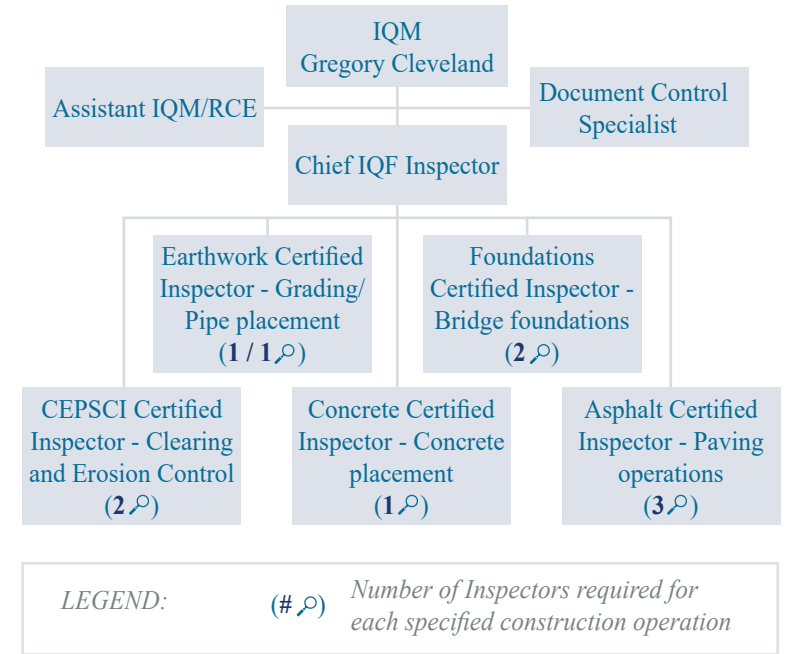 IQM
Gregory Cleveland
Assistant IQM/RCE
Document Control
Specialist
Chief IQF Inspector
Earthwork Certified
Inspector - Grading/
Pipe placement
(1 / 1)
Foundations
Certified Inspector -
Bridge foundations
(2)
CEPSCI Certified
Inspector - Clearing
and Erosion Control
(2)
Concrete Certified
Inspector - Concrete
placement
(1)
Asphalt Certified
Inspector - Paving
operations
(3)
LEGEND:
(#)
Number of Inspectors required for
each specified construction operation